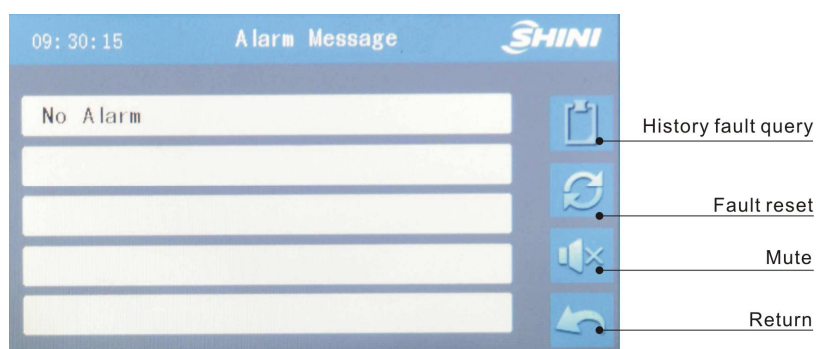 09:30:15 Alarm Message SHINI
No Alarm
History fault query
Fault reset
Mute
Return